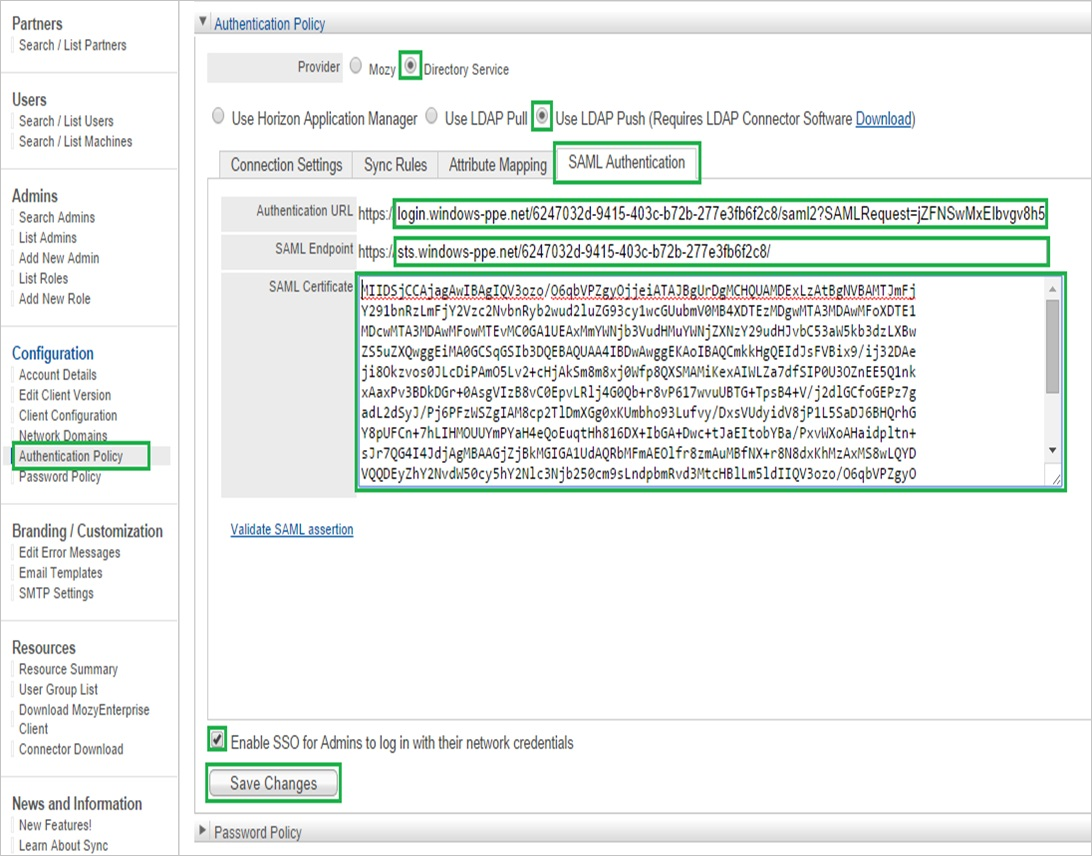 Partners
Search / List Partners
Users
Search / List Users
Search / List Machines
Admins
Search Admins
List Admins
Add New Admin
List Roles
Add New Role
Configuration
Account Details
Edit Client Version
Client Configuration
Network Domains
Authentication Policy
Password Policy
Branding / Customization
Edit Error Messages
Email Templates
SMTP Settings
Resources
Resource Summary
User Group List
Download MozyEnterprise
Client
Connector Download
News and Information
New Features!
Learn About Sync
Authentication Policy
Provider Mozy Directory Service
Use Horizon Application Manager Use LDAP Pull Use LDAP Push (Requires LDAP Connector Software Download)
Connection Settings Sync Rules Attribute Mapping SAML Authentication
Authentication URL https:/ login.windows-ppe.net/6247032d-9415-403c-b72b-277e3fb6f2c8/saml2?SAMLRequest=jZFNSwMxEIbvgv8h5
SAML Endpoint https:/ sts.windows-ppe.net/6247032d-9415-403c-b72b-277e3fb6f2c8/
SAML Certificate MIIDSjCCAjagAwIBAgIQV3ozo/O6qbVPZgyOjjeiATAJBgUrDgMCHQUAMDExLzAtBgNVBAMTJmFj
Y291bnRzLmFjY2Vzc2NvbnRyb2wud2luZG93cy1wcGUubmV0MB4XDTEzMDgwMTA3MDAwMFoXDTE1
MDcwMTA3MDAwMFowMTEvMC0GA1UEAxMmYWNjb3VudHMuYWNjZXNzY29udHJvbC53aW5kb3dzLXBw
ZS5uZXQwggEiMA0GCSqGSIb3DQEBAQUAA4IBDwAwggEKAoIBAQCmkkHgQEIdJsFVBix9/ij32DAe
ji8Okzvos0JLcDiPAmO5Lv2+cHjAkSm8m8xj0Wfp8QXSMAMiKexAIWLZa7dfSIP0U3OZnEE5Q1nk
xAaxPv3BDkDGr+0AsgVIzB8vC0EpvLRlj4G0Qb+r8vP617wvuUBTG+TpsB4+V/j2dlGCfoGEPz7g
adL2dSyJ/Pj6PFzWSZgIAM8cp2TlDmXGg0xKUmbho93Lufvy/DxsVUdyidV8jP1L5SaDJ6BHQrhG
Y8pUFCn+7hLIHMOUUYmPYaH4eQoEuqtHh816DX+IbGA+Dwc+tJaEItobYBa/PxvWXoAHaidpltn+
sJr7QG4I4JdjAgMBAAGjZjBkMGIGA1UdAQRbMFmAEOlfr8zmAuMBfNX+r8N8dxKhMzAxMS8wLQYD
VQQDEyZhY2NvdW50cy5hY2Nlc3Njb250cm9sLndpbmRvd3MtcHBlLm5ldIIQV3ozo/O6qbVPZgyO
Validate SAML assertion
Enable SSO for Admins to log in with their network credentials
Save Changes
Password Policy